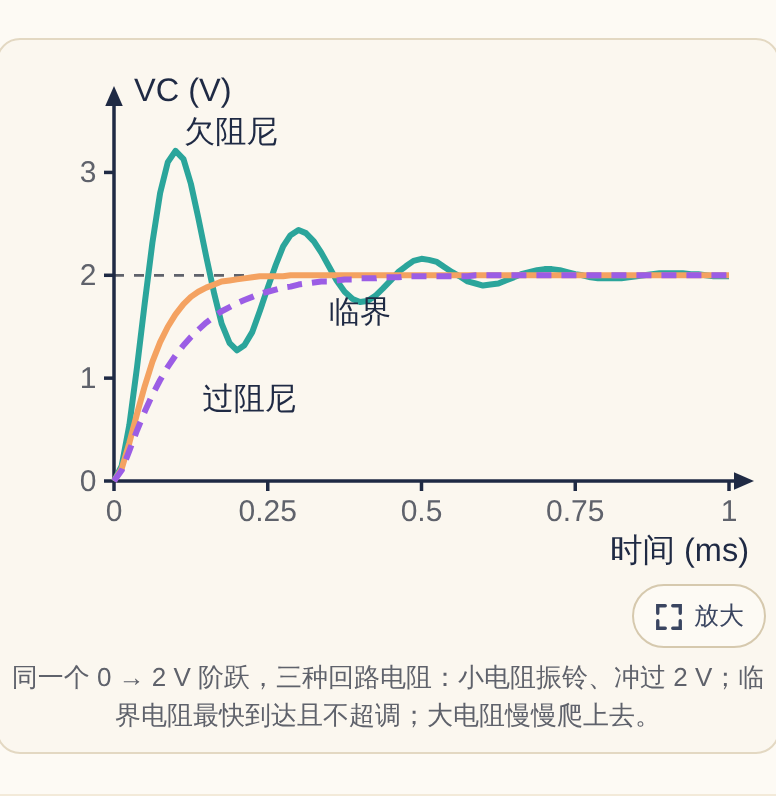 VC (V)
欠阻尼
3
2
临界
1
过阻尼
0
0 0.25 0.5 0.75 1
时间 (ms)
放大
同一个 0 → 2 V 阶跃，三种回路电阻：小电阻振铃、冲过 2 V；临
界电阻最快到达且不超调；大电阻慢慢爬上去。